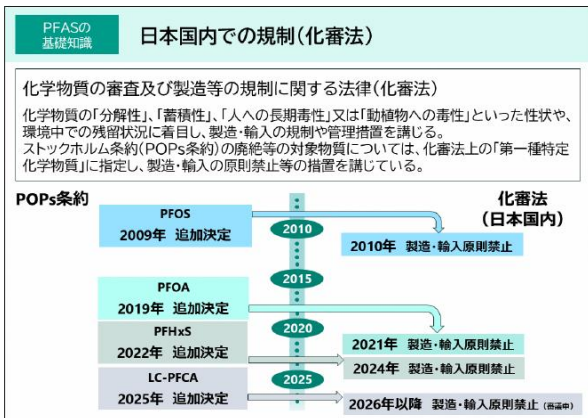 PFASの
基礎知識
日本国内での規制(化審法)
化学物質の審査及び製造等の規制に関する法律(化審法)
化学物質の「分解性」、「蓄積性」、「人への長期毒性」又は「動植物への毒性」といった性状や、
環境中での残留状況に着目し、製造・輸入の規制や管理措置を講じる。
ストックホルム条約(POPs条約)の廃絶等の対象物質については、化審法上の「第一種特定
化学物質」に指定し、製造・輸入の原則禁止等の措置を講じている。
POPs条約
化審法
(日本国内)
PFOS
2009年 追加決定
2010
2010年 製造・輸入原則禁止
2015
PFOA
2019年 追加決定
2020
2021年 製造・輸入原則禁止
PFHxS
2022年 追加決定
2024年 製造・輸入原則禁止
LC-PFCA
2025年 追加決定
2025
2026年以降 製造・輸入原則禁止(審議中)